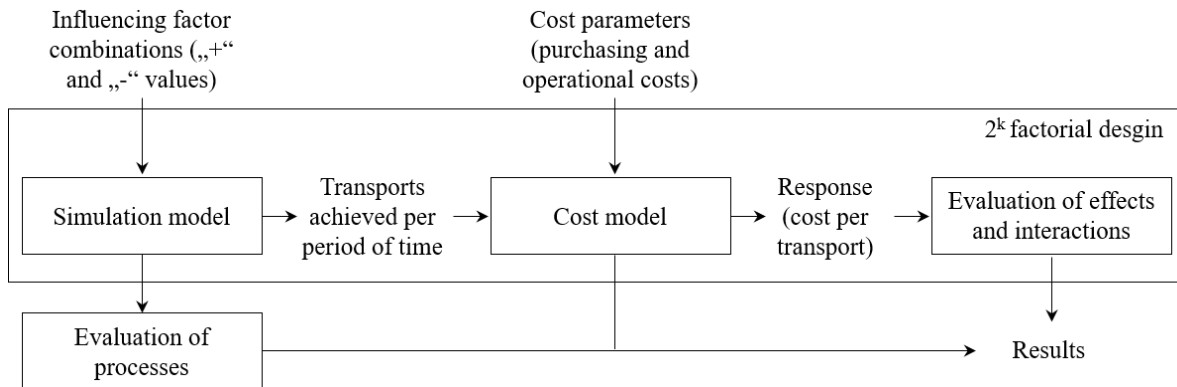 Influencing factor
combinations („+“
and „-“ values)
Cost parameters
(purchasing and
operational costs)
2ᵏ factorial desgin
Simulation model
Transports
achieved per
period of time
Cost model
Response
(cost per
transport)
Evaluation of effects
and interactions
Evaluation of
processes
Results